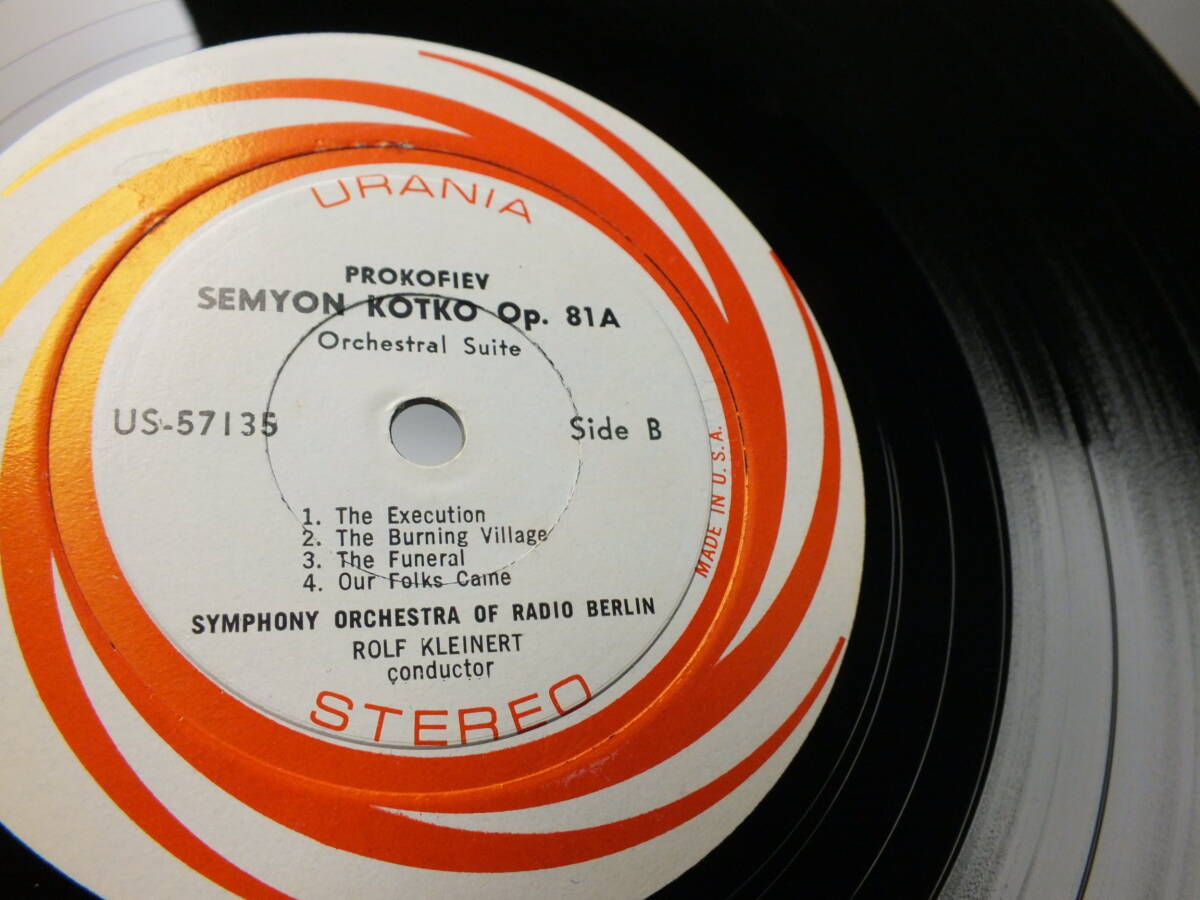 URANIA
PROKOFIEV
SEMYON KOTKO Op. 81A
Orchestral Suite
US-57135
Side B
MADE IN U.S.A.
1. The Execution
2. The Burning Village
3. The Funeral
4. Our Folks Came
SYMPHONY ORCHESTRA OF RADIO BERLIN
ROLF KLEINERT
conductor
STEREO